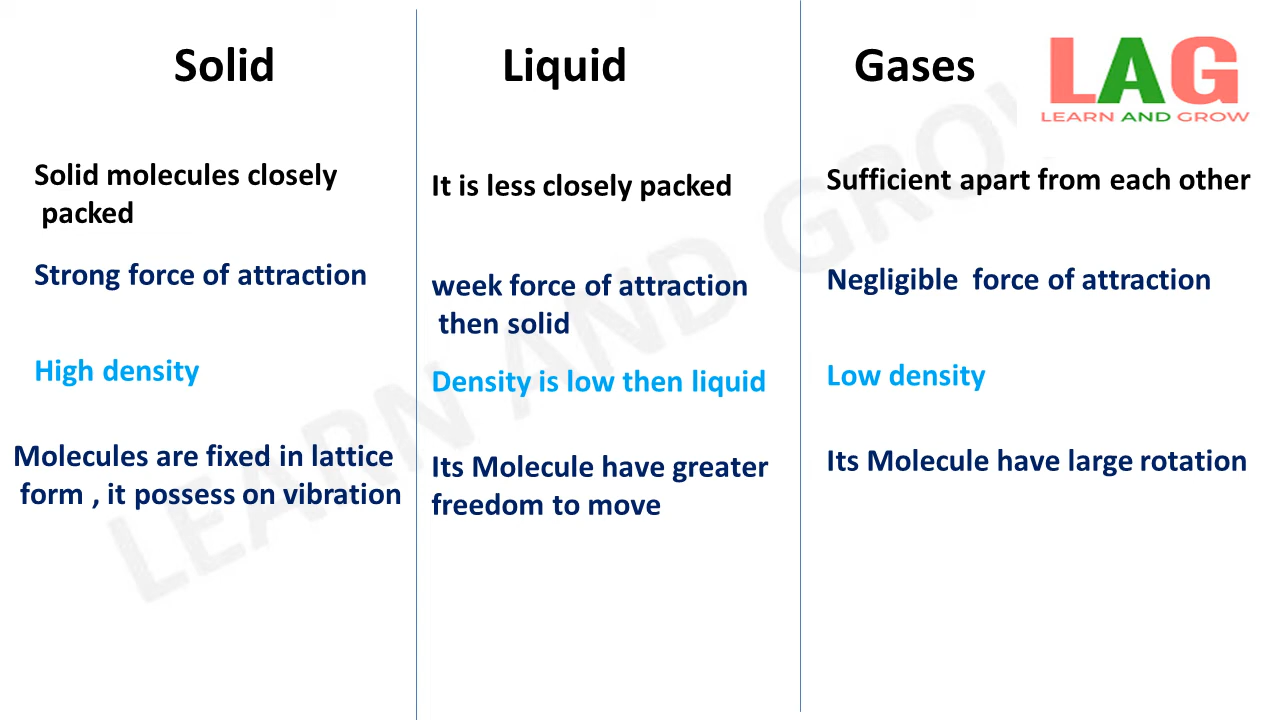 Solid
Liquid
Gases
LAG
LEARN AND GROW
Solid molecules closely
packed
Strong force of attraction
High density
Molecules are fixed in lattice
form , it possess on vibration
It is less closely packed
week force of attraction
then solid
Density is low then liquid
Its Molecule have greater
freedom to move
Sufficient apart from each other
Negligible force of attraction
Low density
Its Molecule have large rotation
LEARN AND GROW